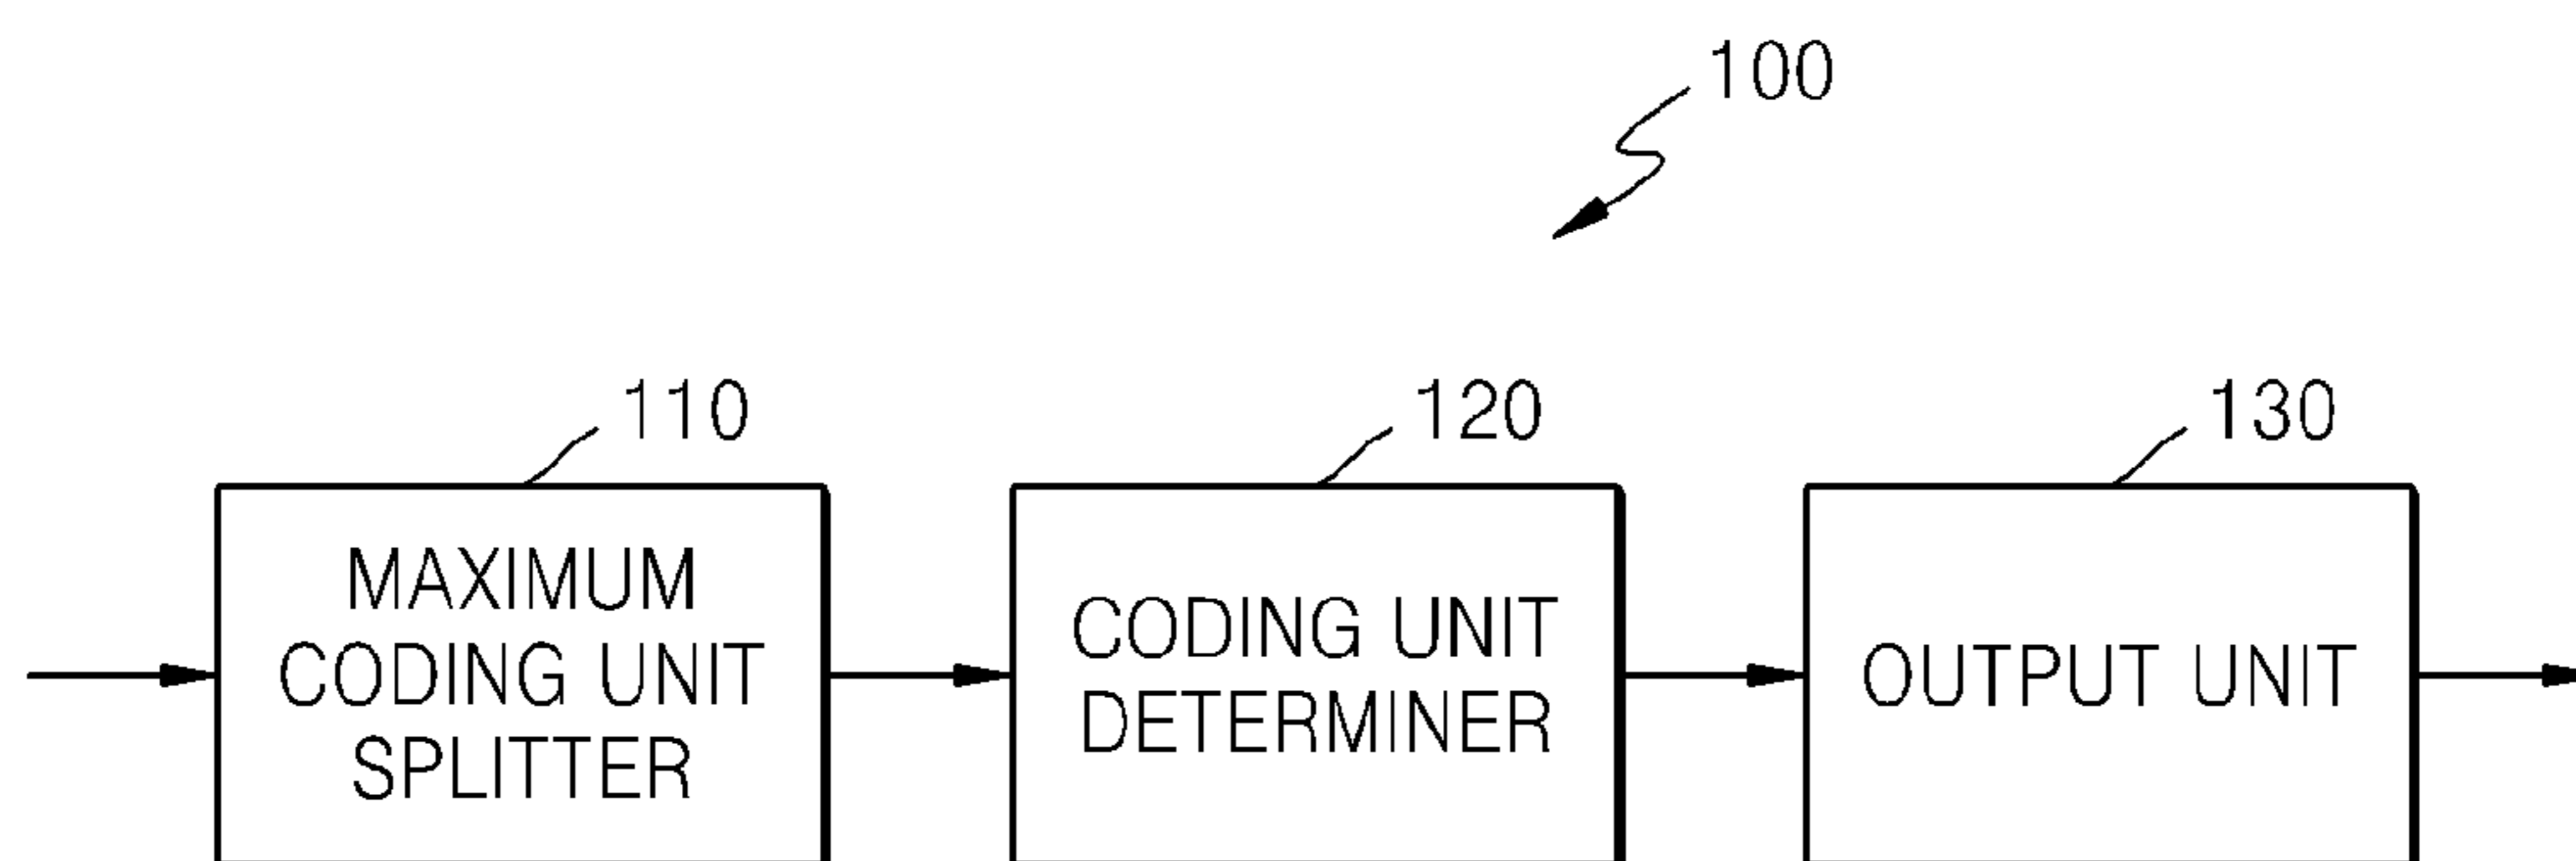 100
110
120
130
MAXIMUM
CODING UNIT
SPLITTER
CODING UNIT
DETERMINER
OUTPUT UNIT